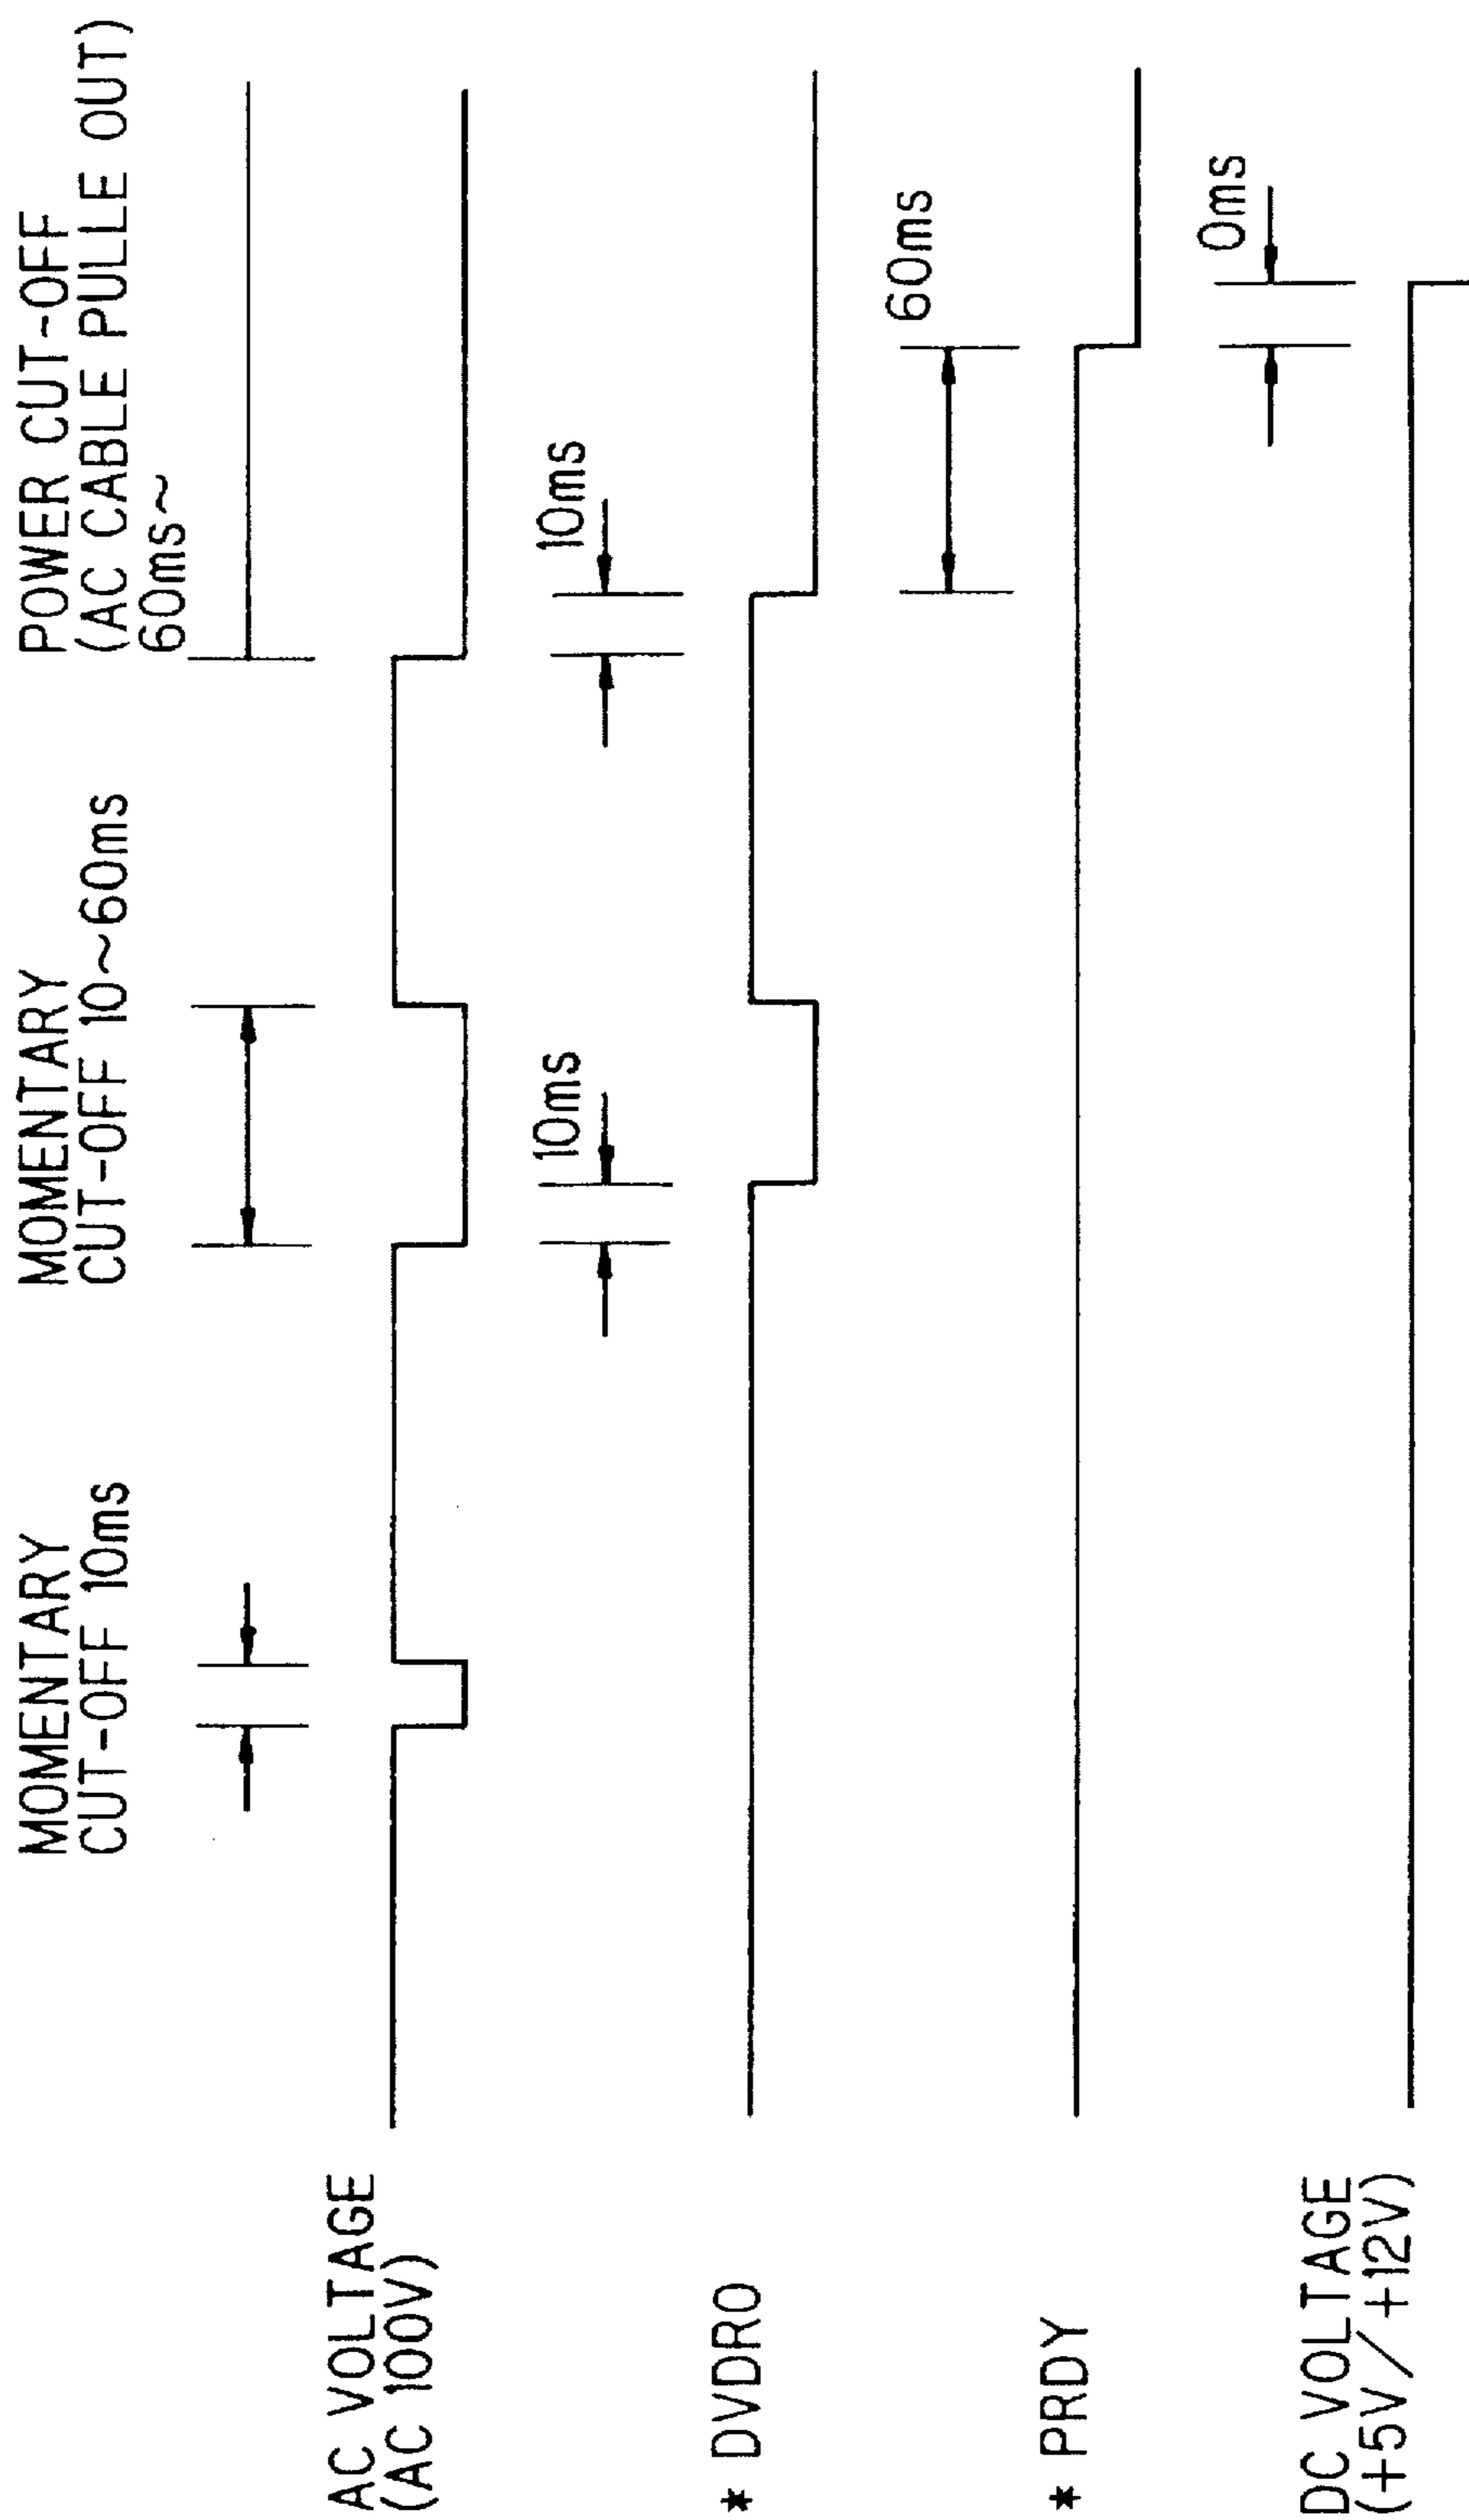 MOMENTARY
CUT-OFF 10ms
MOMENTARY
CUT-OFF 10~60ms
POWER CUT-OFF
(AC CABLE PULLE OUT)
60ms~
AC VOLTAGE
(AC 100V)
10ms
10ms
* DVDRO
60ms
* PRDY
0ms
DC VOLTAGE
(+5V/+12V)